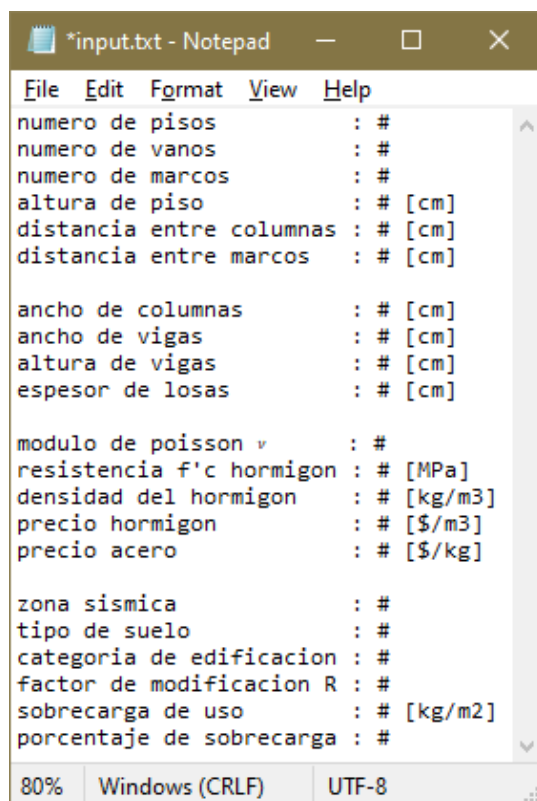 *input.txt - Notepad
File Edit Format View Help
numero de pisos : #
numero de vanos : #
numero de marcos : #
altura de piso : # [cm]
distancia entre columnas : # [cm]
distancia entre marcos : # [cm]
ancho de columnas : # [cm]
ancho de vigas : # [cm]
altura de vigas : # [cm]
espesor de losas : # [cm]
modulo de poisson ν : #
resistencia f'c hormigon : # [MPa]
densidad del hormigon : # [kg/m3]
precio hormigon : # [$/m3]
precio acero : # [$/kg]
zona sismica : #
tipo de suelo : #
categoria de edificacion : #
factor de modificacion R : #
sobrecarga de uso : # [kg/m2]
porcentaje de sobrecarga : #
80% Windows (CRLF) UTF-8